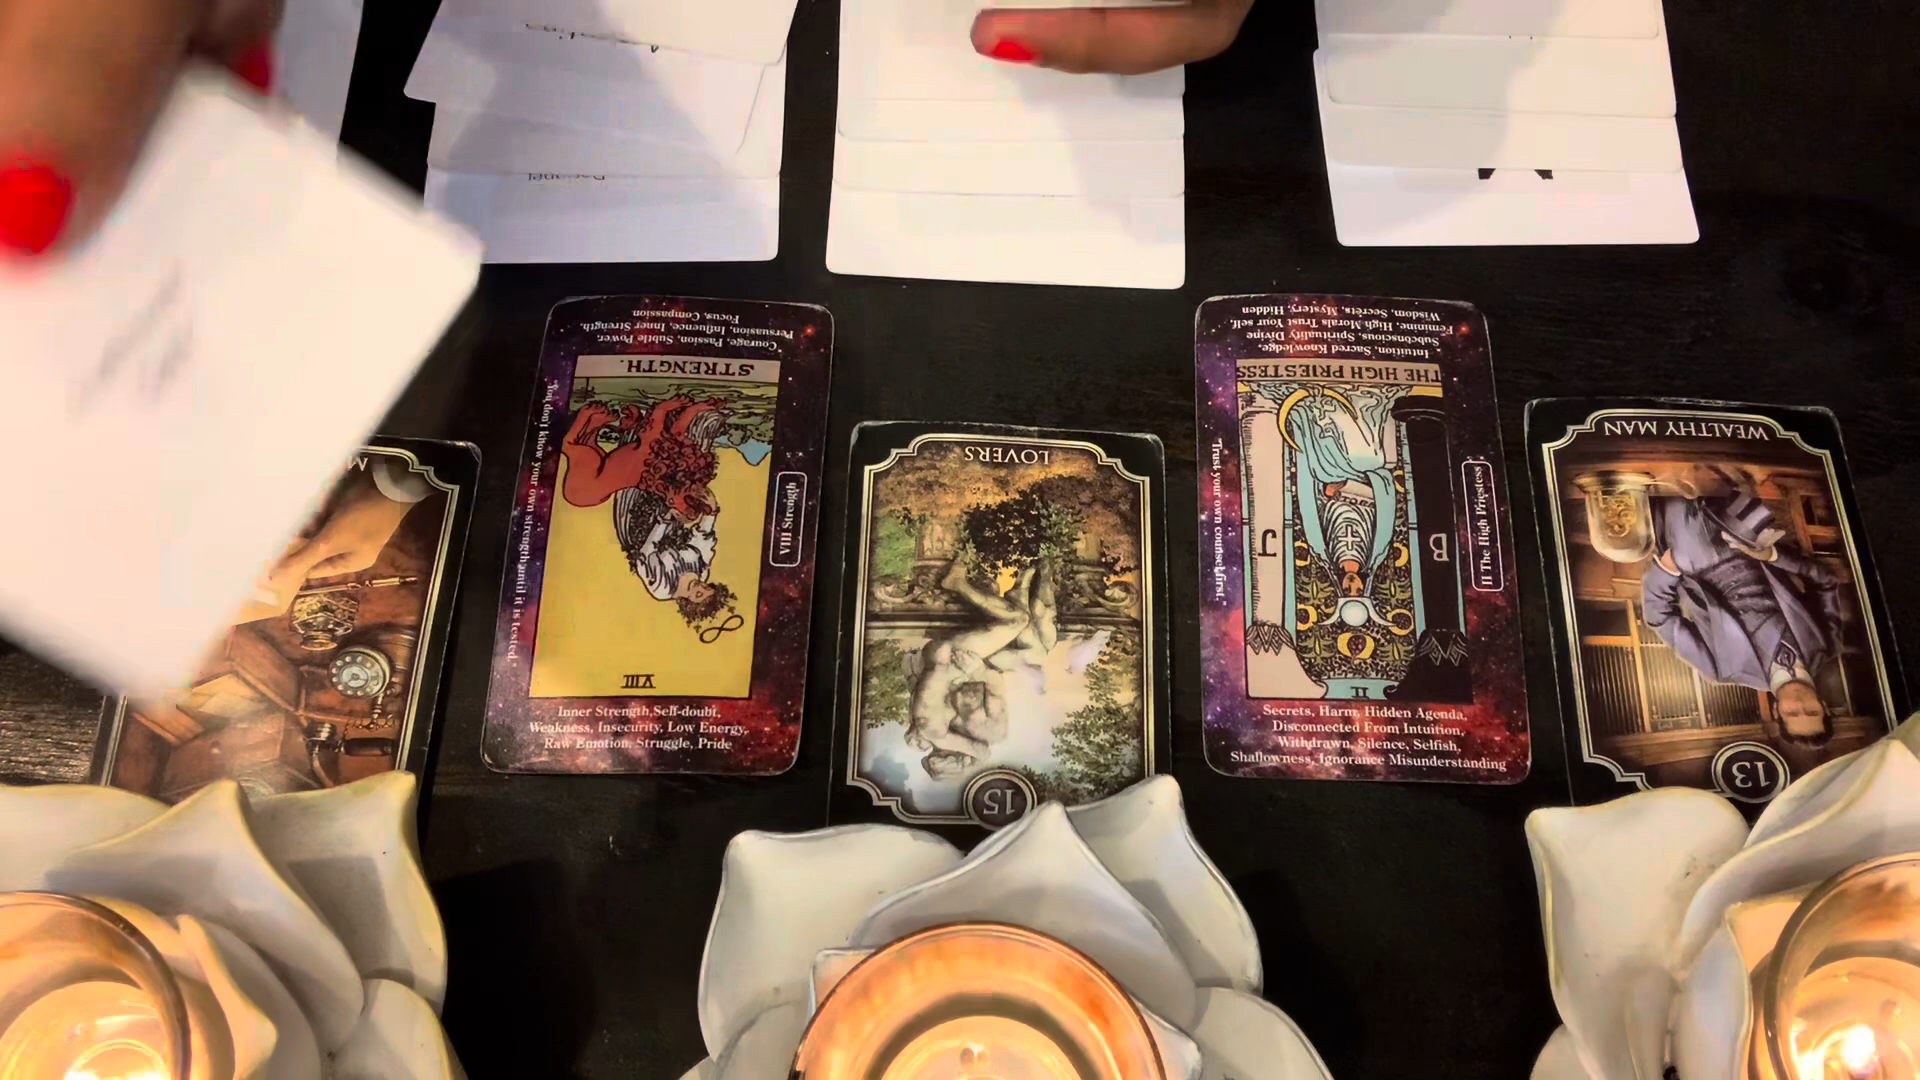 Courage, Passion, Subtle Power,
Persuasion, Influence, Inner Strength,
Focus, Compassion
STRENGTH.
"You don't know your own strength until it is tested."
VIII Strength
VIII
Inner Strength,Self-doubt,
Weakness, Insecurity, Low Energy,
Raw Emotion, Struggle, Pride
LOVERS
15
Intuition, Sacred Knowledge,
Subconscious, Spirituality Divine
Feminine, High Morals Trust Your self,
Wisdom, Secrets, Mystery, Hidden
THE HIGH PRIESTESS
"Trust your own counsel first."
B
J
II The High Priestess
II
Secrets, Harm, Hidden Agenda,
Disconnected From Intuition,
Withdrawn, Silence, Selfish,
Shallowness, Ignorance Misunderstanding
WEALTHY MAN
13